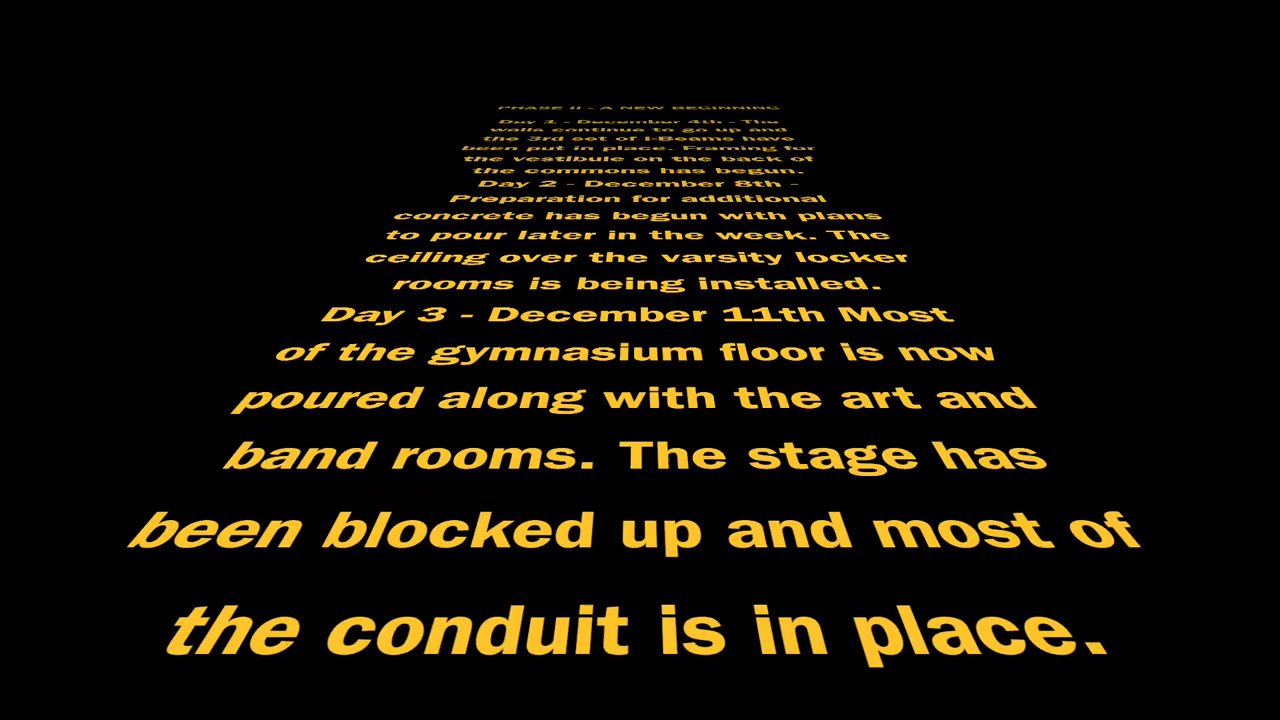 PHASE II - A NEW BEGINNING
Day 1 - December 4th - The
walls continue to go up and
the 3rd set of I-Beams have
been put in place. Framing for
the vestibule on the back of
the commons has begun.
Day 2 - December 8th -
Preparation for additional
concrete has begun with plans
to pour later in the week. The
ceiling over the varsity locker
rooms is being installed.
Day 3 - December 11th Most
of the gymnasium floor is now
poured along with the art and
band rooms. The stage has
been blocked up and most of
the conduit is in place.